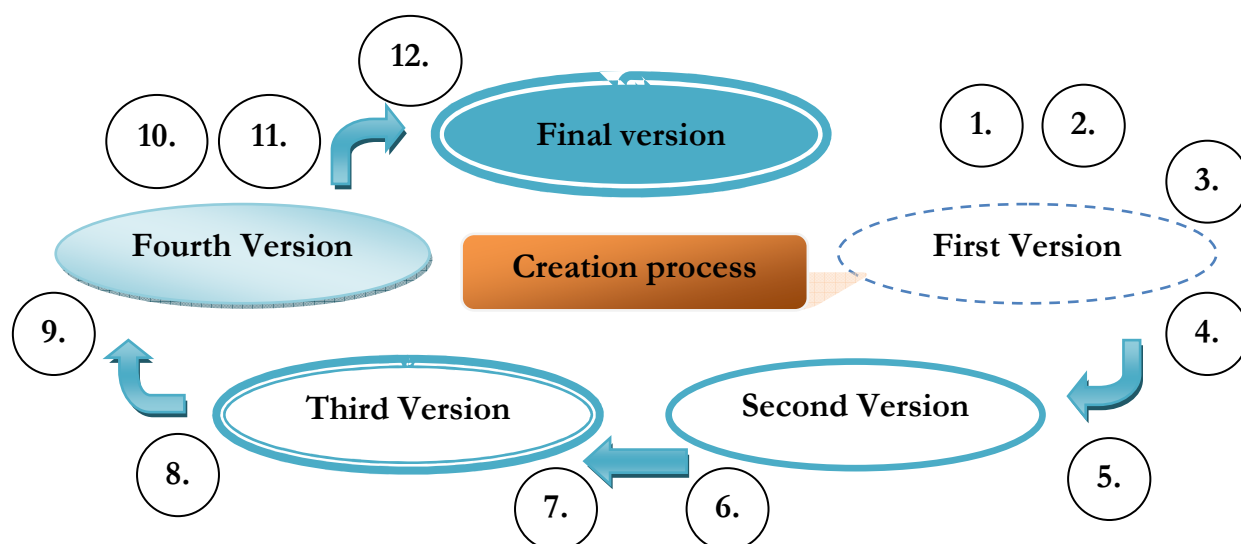 12.
10.
11.
Final version
1.
2.
3.
Fourth Version
Creation process
First Version
9.
4.
Third Version
Second Version
8.
7.
6.
5.